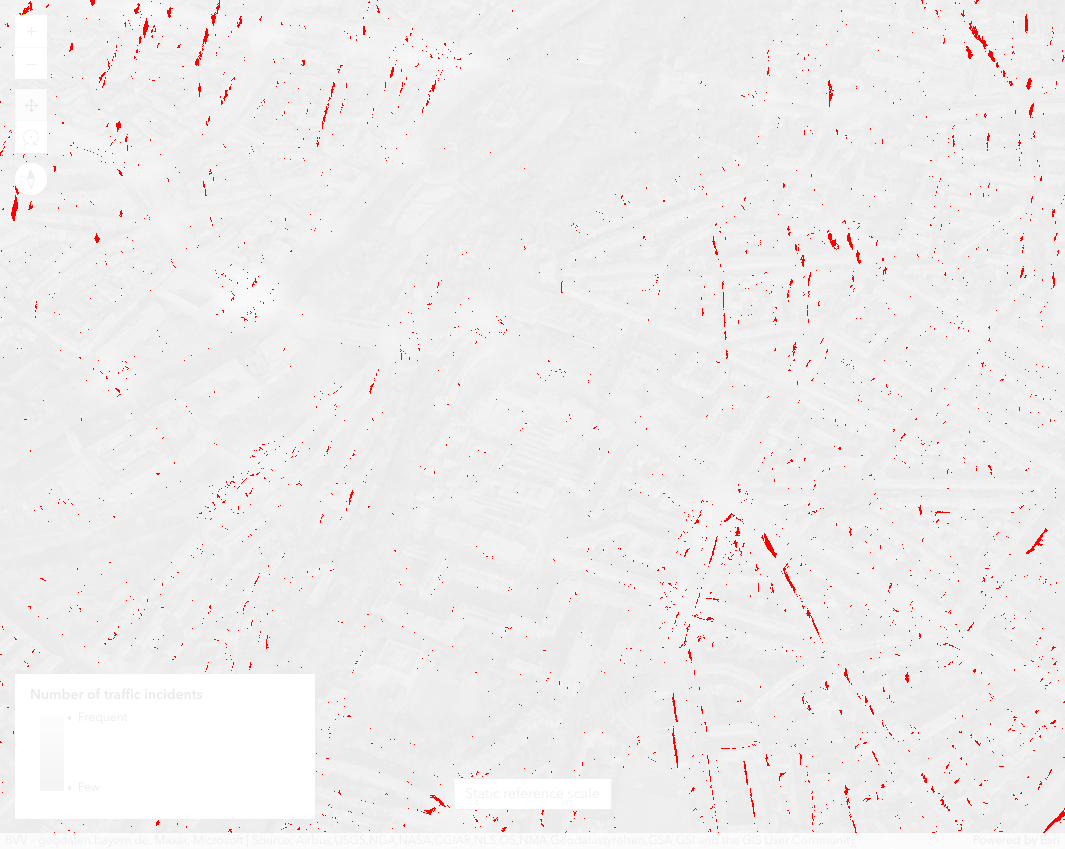 Number of traffic incidents
Frequent
Few
Static reference scale
BVV - geodaten.bayern.de, Maxar, Microsoft | Source: Airbus,USGS,NGA,NASA,CGIAR,NLS,OS,NMA,Geodatastyrelsen,GSA,GSI and the GIS User Community
Powered by Esri